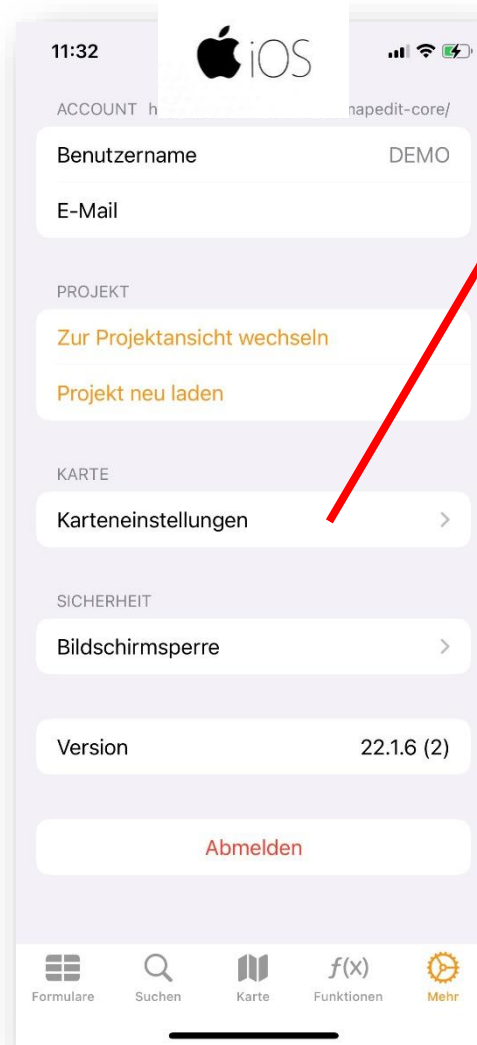 11:32
iOS
ACCOUNT h mapedit-core/
Benutzername DEMO
E-Mail
PROJEKT
Zur Projektansicht wechseln
Projekt neu laden
KARTE
Karteneinstellungen
SICHERHEIT
Bildschirmsperre
Version 22.1.6 (2)
Abmelden
f(x)
Formulare Suchen Karte Funktionen Mehr